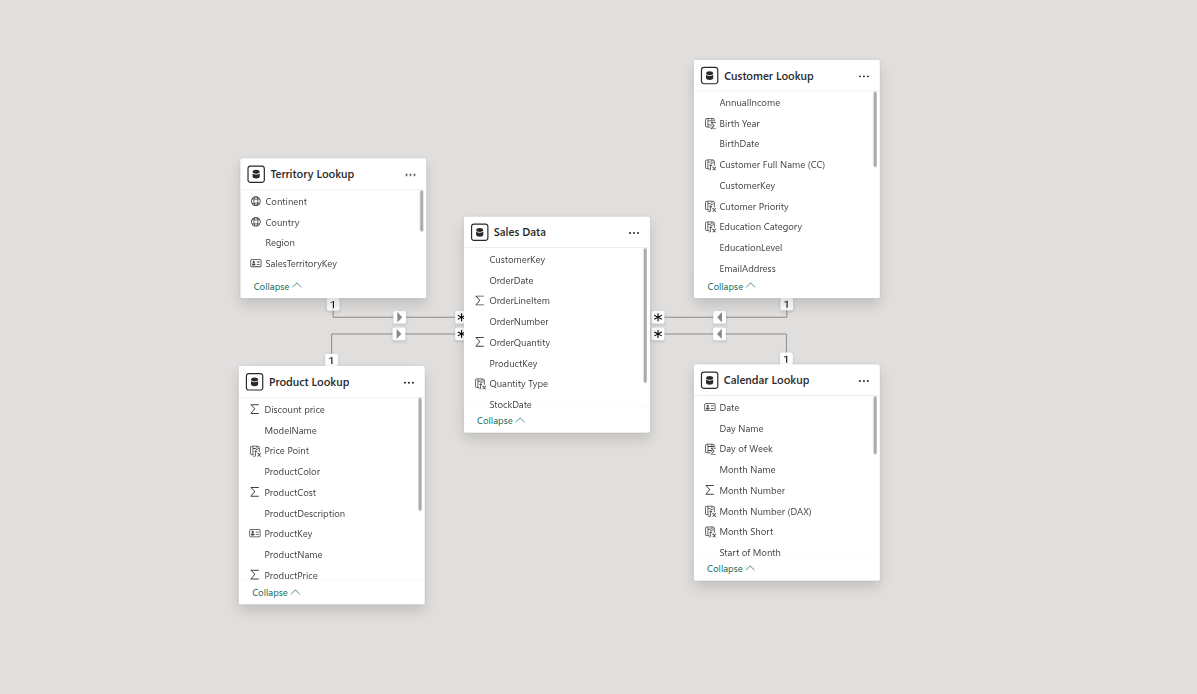 Customer Lookup
AnnualIncome
Birth Year
BirthDate
Customer Full Name (CC)
CustomerKey
Cutomer Priority
Education Category
EducationLevel
EmailAddress
Collapse
Territory Lookup
Continent
Country
Region
SalesTerritoryKey
Collapse
Sales Data
CustomerKey
OrderDate
OrderLineItem
OrderNumber
OrderQuantity
ProductKey
Quantity Type
StockDate
Collapse
1
*
*
1
1
*
*
1
Product Lookup
Discount price
ModelName
Price Point
ProductColor
ProductCost
ProductDescription
ProductKey
ProductName
ProductPrice
Collapse
Calendar Lookup
Date
Day Name
Day of Week
Month Name
Month Number
Month Number (DAX)
Month Short
Start of Month
Collapse